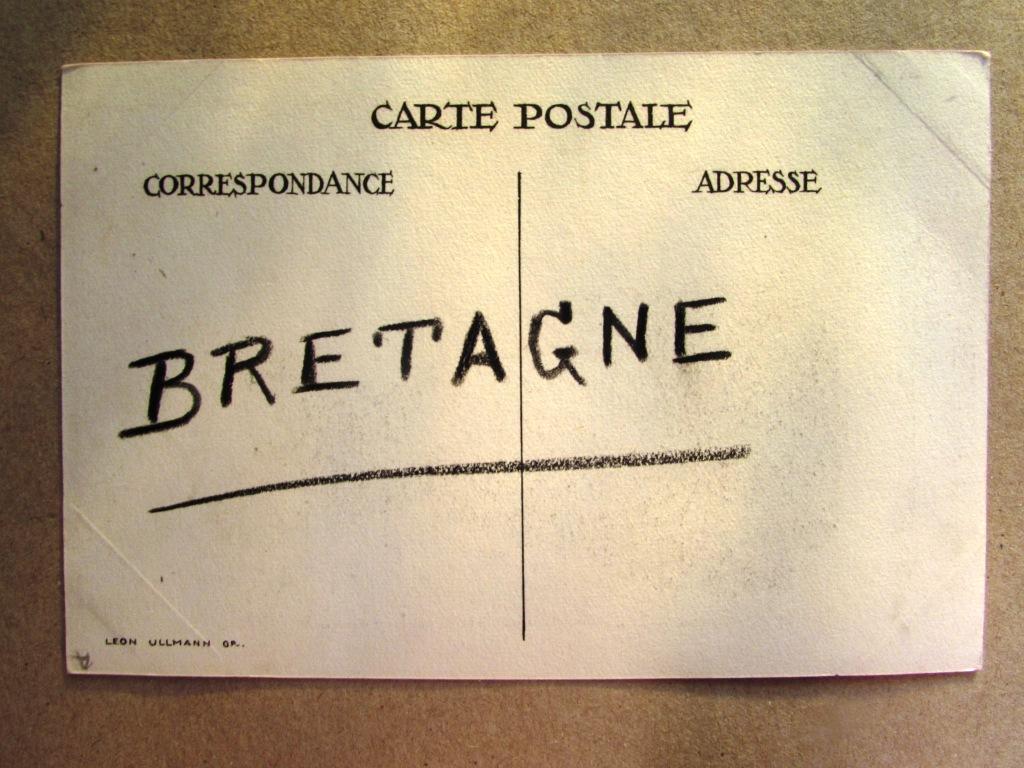 CARTE POSTALE
CORRESPONDANCE
ADRESSE
BRETAGNE
LEON ULLMANN GR.